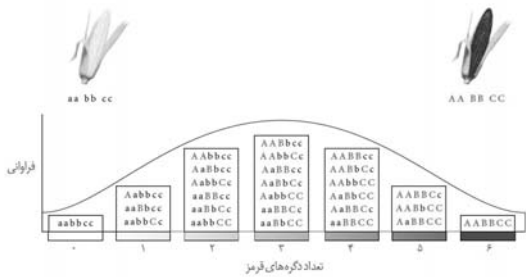 aa bb cc
AA BB CC
فراوانی
aabbcc
Aabbcc
aaBbcc
aabbCc
AAbbcc
AaBbcc
AabbCc
aaBBcc
aaBbCc
aabbCC
AABbcc
AAbbCc
AaBBcc
AaBbCc
AabbCC
aaBBCc
aaBbCC
AABBcc
AABbCc
AAbbCC
AaBBCc
AaBbCC
aaBBCC
AABBCc
AABbCC
AaBBCC
AABBCC
۰ ۱ ۲ ۳ ۴ ۵ ۶
تعداد دگره‌های قرمز